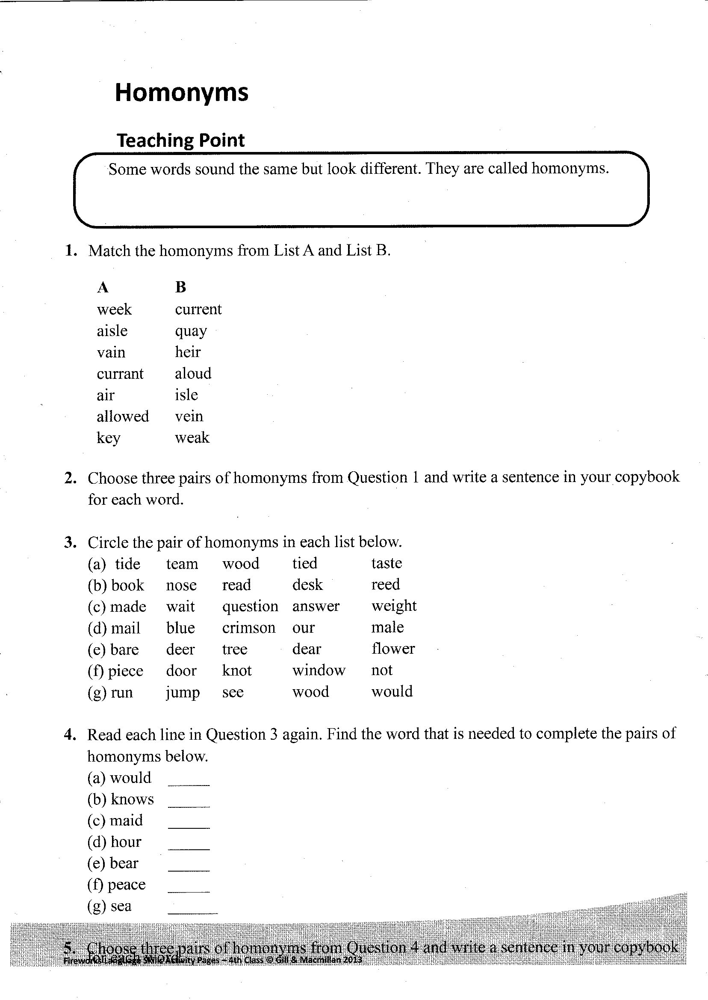 Homonyms
Teaching Point
Some words sound the same but look different. They are called homonyms.
1. Match the homonyms from List A and List B.
A B
week current
aisle quay
vain heir
currant aloud
air isle
allowed vein
key weak
2. Choose three pairs of homonyms from Question 1 and write a sentence in your copybook
for each word.
3. Circle the pair of homonyms in each list below.
(a) tide team wood tied taste
(b) book nose read desk reed
(c) made wait question answer weight
(d) mail blue crimson our male
(e) bare deer tree dear flower
(f) piece door knot window not
(g) run jump see wood would
4. Read each line in Question 3 again. Find the word that is needed to complete the pairs of
homonyms below.
(a) would ______
(b) knows ______
(c) maid ______
(d) hour ______
(e) bear ______
(f) peace ______
(g) sea ______
5. Choose three pairs of homonyms from Question 4 and write a sentence in your copybook
for each word.
Fireworks Language Skills Activity Pages – 4th Class © Gill & Macmillan 2013